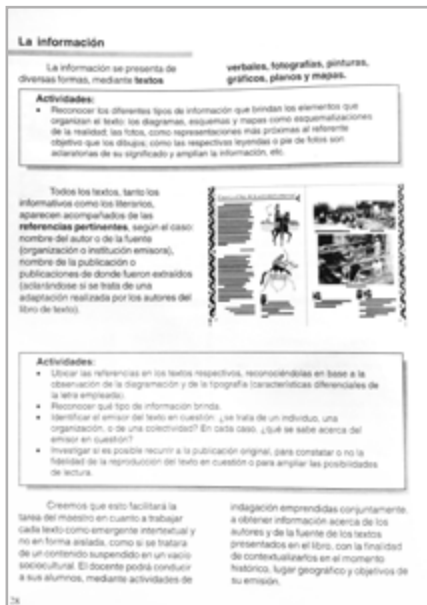 La información
La información se presenta de
diversas formas, mediante textos
verbales, fotografías, pinturas,
gráficos, planos y mapas.
Actividades:
• Reconocer los diferentes tipos de información que brindan los elementos que
organizan el texto: los diagramas, esquemas y mapas como esquematizaciones
de la realidad; las fotos, como representaciones más próximas al referente
objetivo que los dibujos; cómo las respectivas leyendas o pie de fotos son
aclaratorias de su significado y amplían la información, etc.
Todos los textos, tanto los
informativos como los literarios,
aparecen acompañados de las
referencias pertinentes, según el caso:
nombre del autor o de la fuente
(organización o institución emisora),
nombre de la publicación o
publicaciones de donde fueron extraídos
(aclarándose si se trata de una
adaptación realizada por los autores del
libro de texto).
Actividades:
• Ubicar las referencias en los textos respectivos, reconociéndolas en base a la
observación de la diagramación y de la tipografía (características diferenciales de
la letra empleada).
• Reconocer qué tipo de información brinda.
• Identificar el emisor del texto en cuestión: ¿se trata de un individuo, una
organización, o de una colectividad? En cada caso, ¿qué se sabe acerca del
emisor en cuestión?
• Investigar si es posible recurrir a la publicación original, para constatar o no la
fidelidad de la reproducción del texto en cuestión o para ampliar las posibilidades
de lectura.
Creemos que esto facilitará la
tarea del maestro en cuanto a trabajar
cada texto como emergente intertextual y
no en forma aislada, como si se tratara
de un contenido suspendido en un vacío
sociocultural. El docente podrá conducir
a sus alumnos, mediante actividades de
indagación emprendidas conjuntamente,
a obtener información acerca de los
autores y de la fuente de los textos
presentados en el libro, con la finalidad
de contextualizarlos en el momento
histórico, lugar geográfico y objetivos de
su emisión.
28